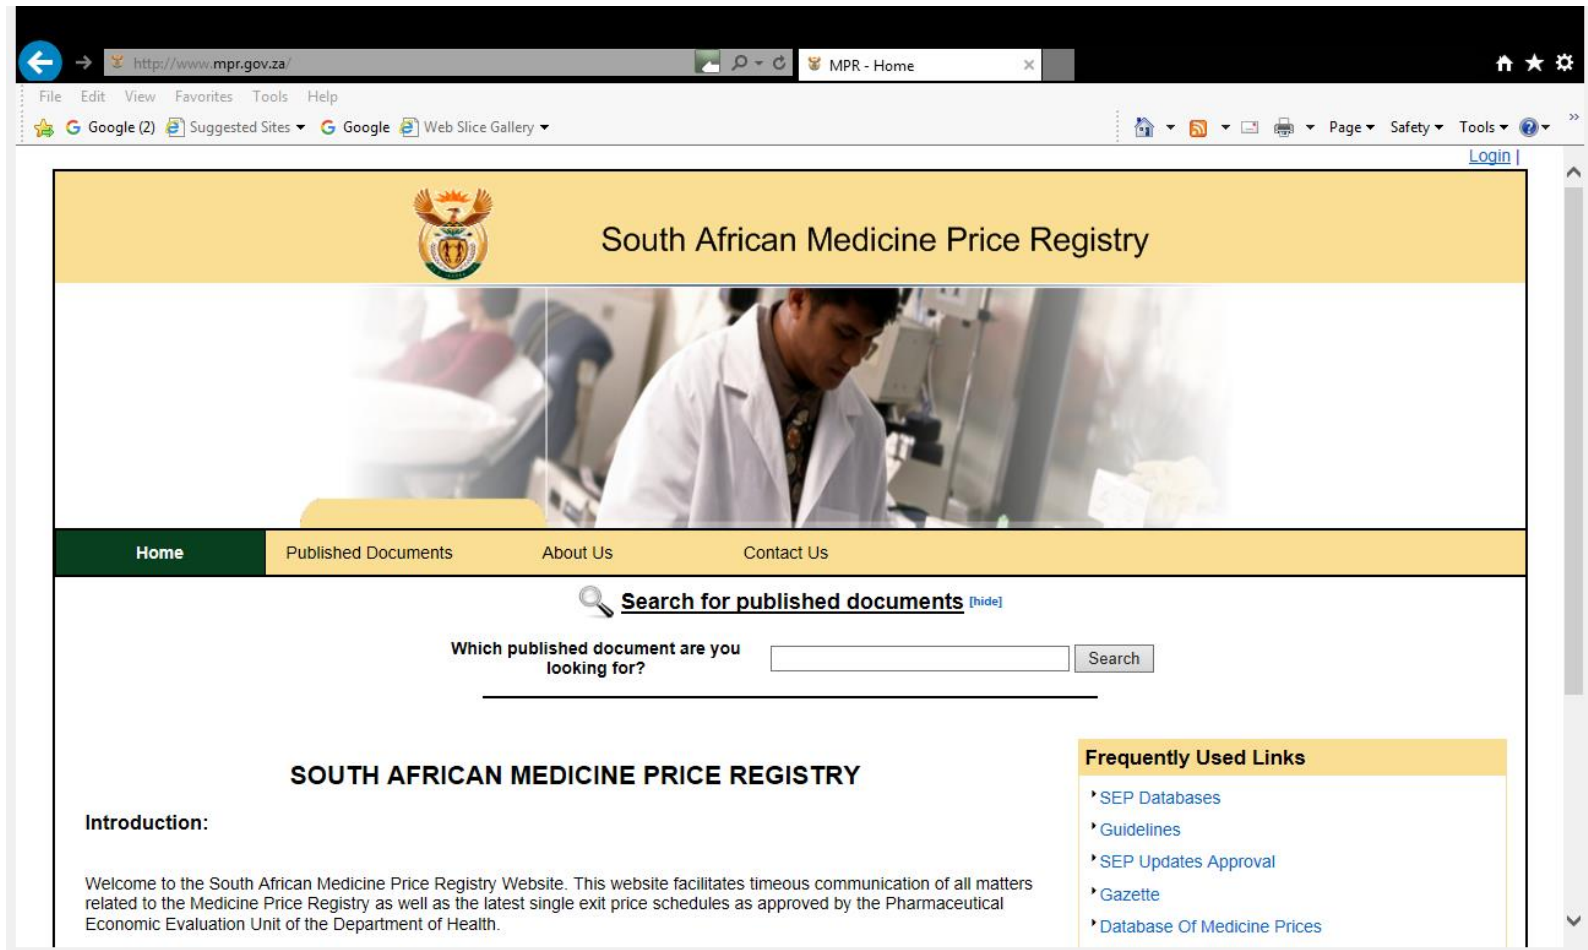 http://www.mpr.gov.za/
MPR - Home
File Edit View Favorites Tools Help
Google (2) Suggested Sites Google Web Slice Gallery
Page Safety Tools
Login |
South African Medicine Price Registry
Home Published Documents About Us Contact Us
Search for published documents [hide]
Which published document are you
looking for?
Search
SOUTH AFRICAN MEDICINE PRICE REGISTRY
Introduction:
Welcome to the South African Medicine Price Registry Website. This website facilitates timeous communication of all matters
related to the Medicine Price Registry as well as the latest single exit price schedules as approved by the Pharmaceutical
Economic Evaluation Unit of the Department of Health.
Frequently Used Links
SEP Databases
Guidelines
SEP Updates Approval
Gazette
Database Of Medicine Prices